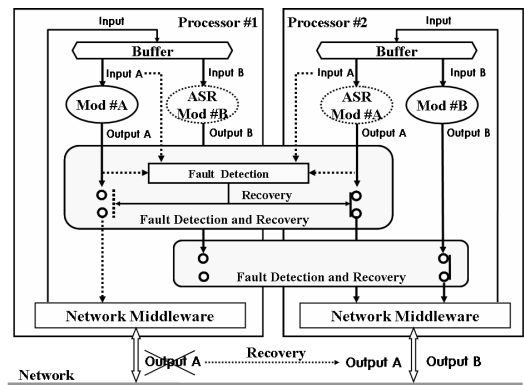 Input
Processor #1
Processor #2
Input
Buffer
Buffer
Input A
Input B
Input A
Input B
Mod #A
ASR
Mod #B
ASR
Mod #A
Mod #B
Output A
Output B
Output A
Output B
Fault Detection
Recovery
Fault Detection and Recovery
Fault Detection and Recovery
Network Middleware
Network Middleware
Output A
Recovery
Output A
Output B
Network